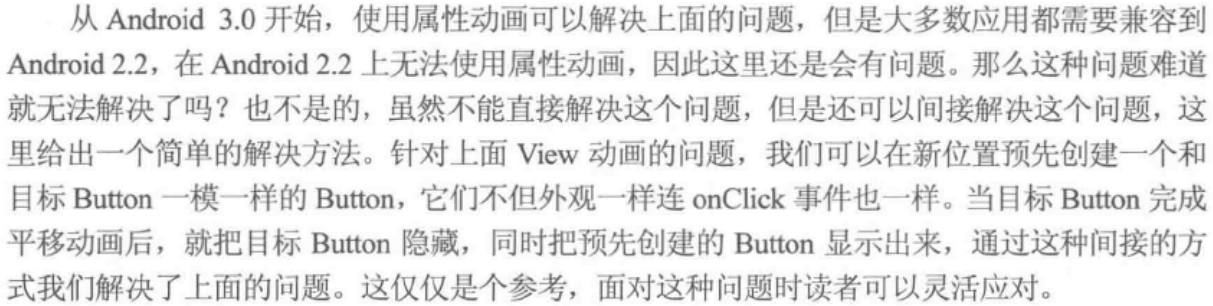 从 Android 3.0 开始，使用属性动画可以解决上面的问题，但是大多数应用都需要兼容到
Android 2.2，在 Android 2.2 上无法使用属性动画，因此这里还是会有问题。那么这种问题难道
就无法解决了吗？也不是的，虽然不能直接解决这个问题，但是还可以间接解决这个问题，这
里给出一个简单的解决方法。针对上面 View 动画的问题，我们可以在新位置预先创建一个和
目标 Button 一模一样的 Button，它们不但外观一样连 onClick 事件也一样。当目标 Button 完成
平移动画后，就把目标 Button 隐藏，同时把预先创建的 Button 显示出来，通过这种间接的方
式我们解决了上面的问题。这仅仅是个参考，面对这种问题时读者可以灵活应对。